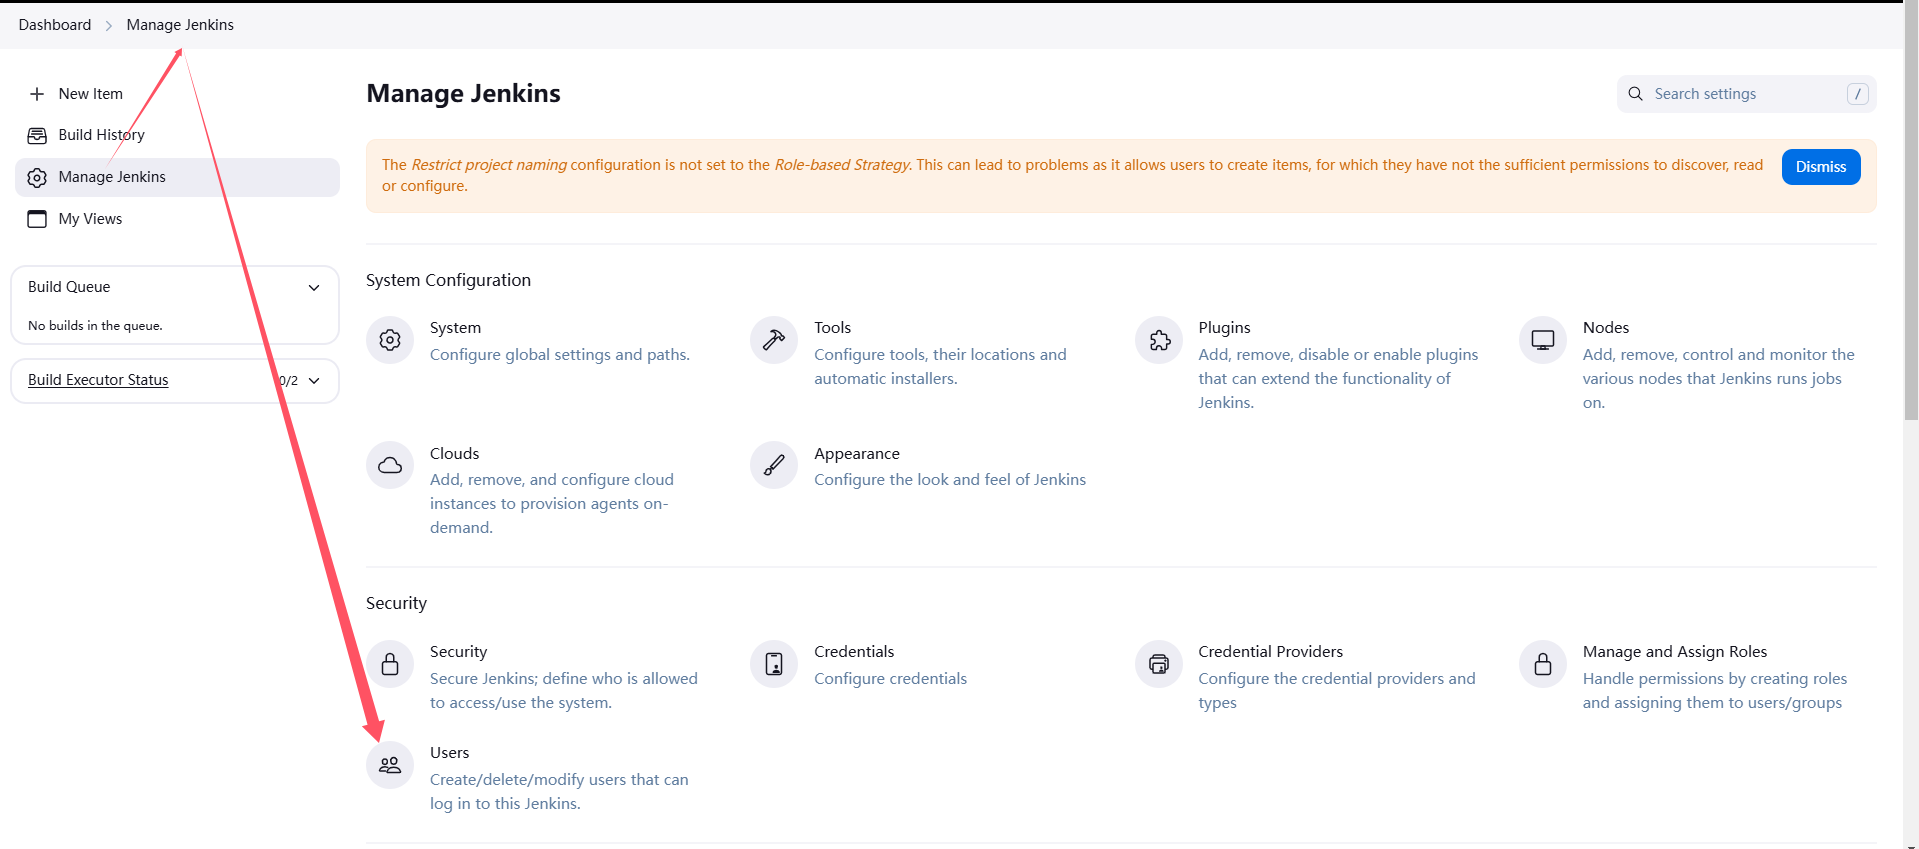 Dashboard > Manage Jenkins
New Item
Build History
Manage Jenkins
My Views
Build Queue
No builds in the queue.
Build Executor Status 0/2
Manage Jenkins
Search settings /
The Restrict project naming configuration is not set to the Role-based Strategy. This can lead to problems as it allows users to create items, for which they have not the sufficient permissions to discover, read
or configure.
Dismiss
System Configuration
System
Configure global settings and paths.
Tools
Configure tools, their locations and
automatic installers.
Plugins
Add, remove, disable or enable plugins
that can extend the functionality of
Jenkins.
Nodes
Add, remove, control and monitor the
various nodes that Jenkins runs jobs
on.
Clouds
Add, remove, and configure cloud
instances to provision agents on-
demand.
Appearance
Configure the look and feel of Jenkins
Security
Security
Secure Jenkins; define who is allowed
to access/use the system.
Credentials
Configure credentials
Credential Providers
Configure the credential providers and
types
Manage and Assign Roles
Handle permissions by creating roles
and assigning them to users/groups
Users
Create/delete/modify users that can
log in to this Jenkins.